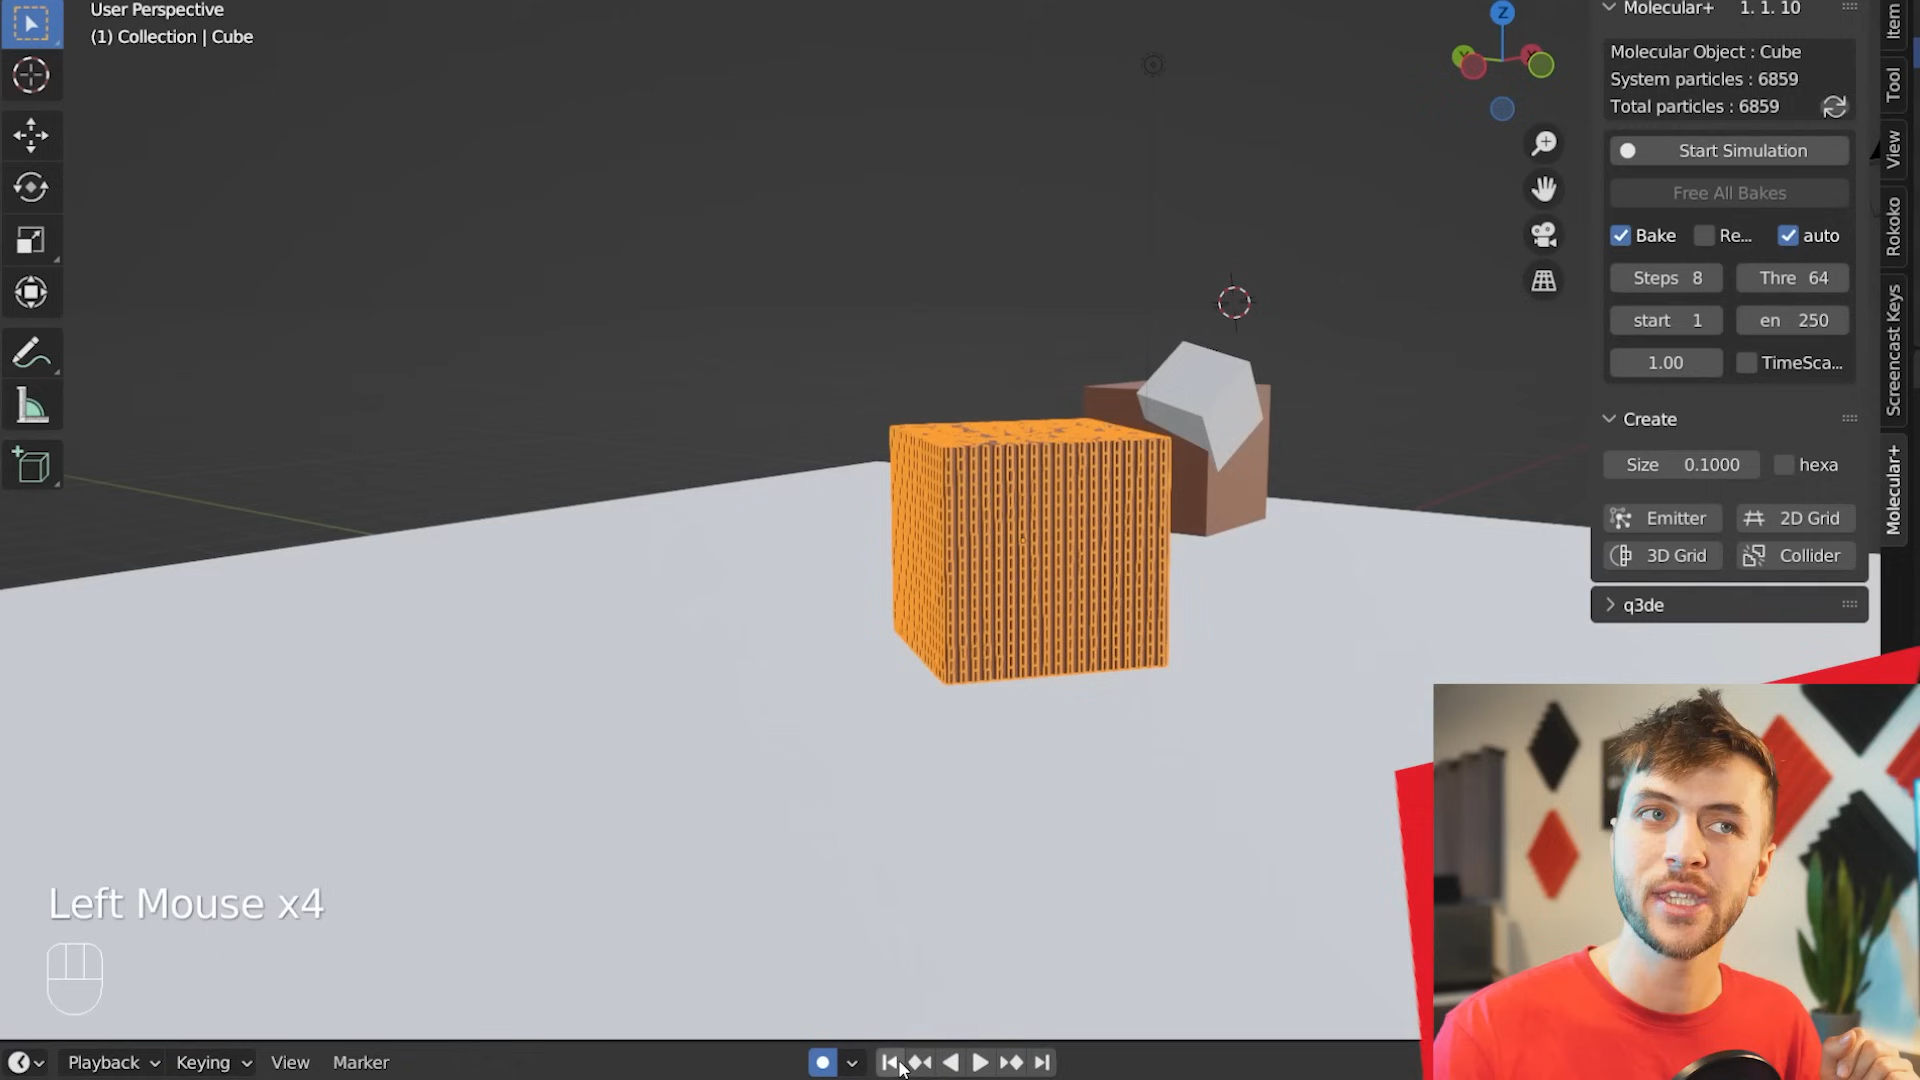 User Perspective
(1) Collection | Cube
Z
Y
Molecular+ 1. 1. 10
Molecular Object : Cube
System particles : 6859
Total particles : 6859
Start Simulation
Free All Bakes
Bake Re... auto
Steps 8 Thre 64
start 1 en 250
1.00 TimeSca...
Create
Size 0.1000 hexa
Emitter 2D Grid
3D Grid Collider
q3de
Item
Tool
View
Rokoko
Screencast Keys
Molecular+
Left Mouse x4
Playback Keying View Marker